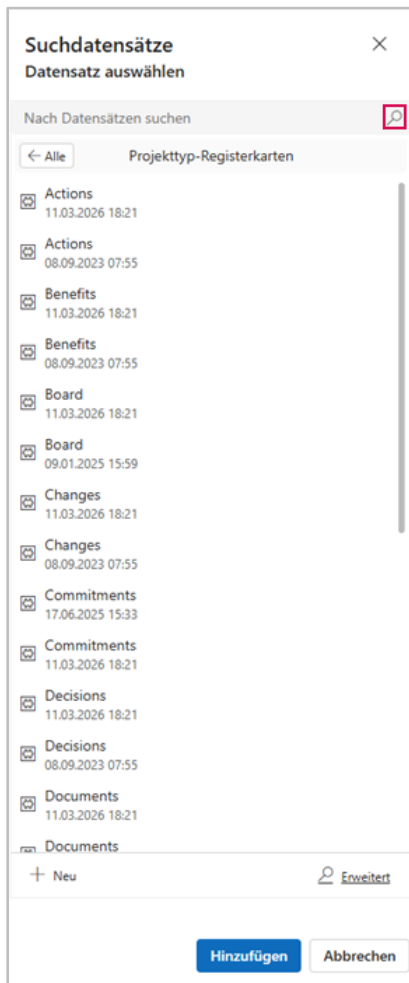 Suchdatensätze
Datensatz auswählen
Nach Datensätzen suchen
Alle
Projekttyp-Registerkarten
Actions
11.03.2026 18:21
Actions
08.09.2023 07:55
Benefits
11.03.2026 18:21
Benefits
08.09.2023 07:55
Board
11.03.2026 18:21
Board
09.01.2025 15:59
Changes
11.03.2026 18:21
Changes
08.09.2023 07:55
Commitments
17.06.2025 15:33
Commitments
11.03.2026 18:21
Decisions
11.03.2026 18:21
Decisions
08.09.2023 07:55
Documents
11.03.2026 18:21
Documents
Neu
Erweitert
Hinzufügen
Abbrechen